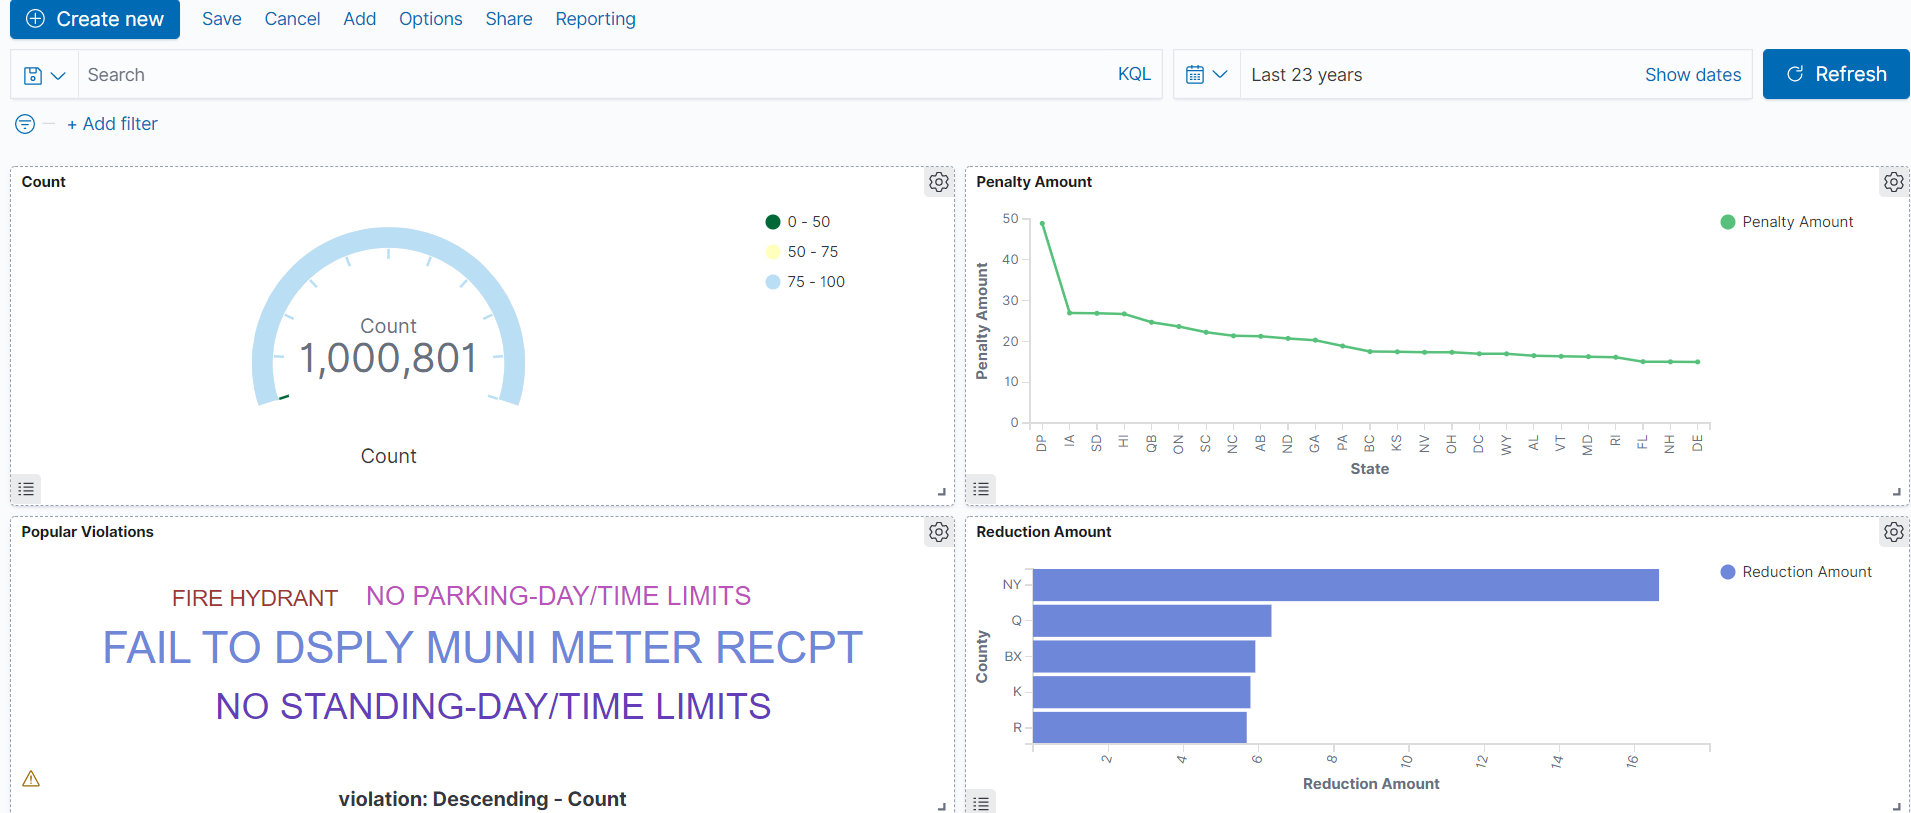 Create new Save Cancel Add Options Share Reporting
Search KQL Last 23 years Show dates Refresh
+ Add filter
Count
0 - 50
50 - 75
75 - 100
Count
1,000,801
Count
Penalty Amount
Penalty Amount
50
40
30
20
10
0
Penalty Amount
DP IA SD HI QB ON SC NC AB ND GA PA BC KS NV OH DC WY AL VT MD RI FL NH DE
State
Popular Violations
FIRE HYDRANT NO PARKING-DAY/TIME LIMITS
FAIL TO DSPLY MUNI METER RECPT
NO STANDING-DAY/TIME LIMITS
violation: Descending - Count
Reduction Amount
Reduction Amount
NY
Q
BX
K
R
County
2 4 6 8 10 12 14 16
Reduction Amount